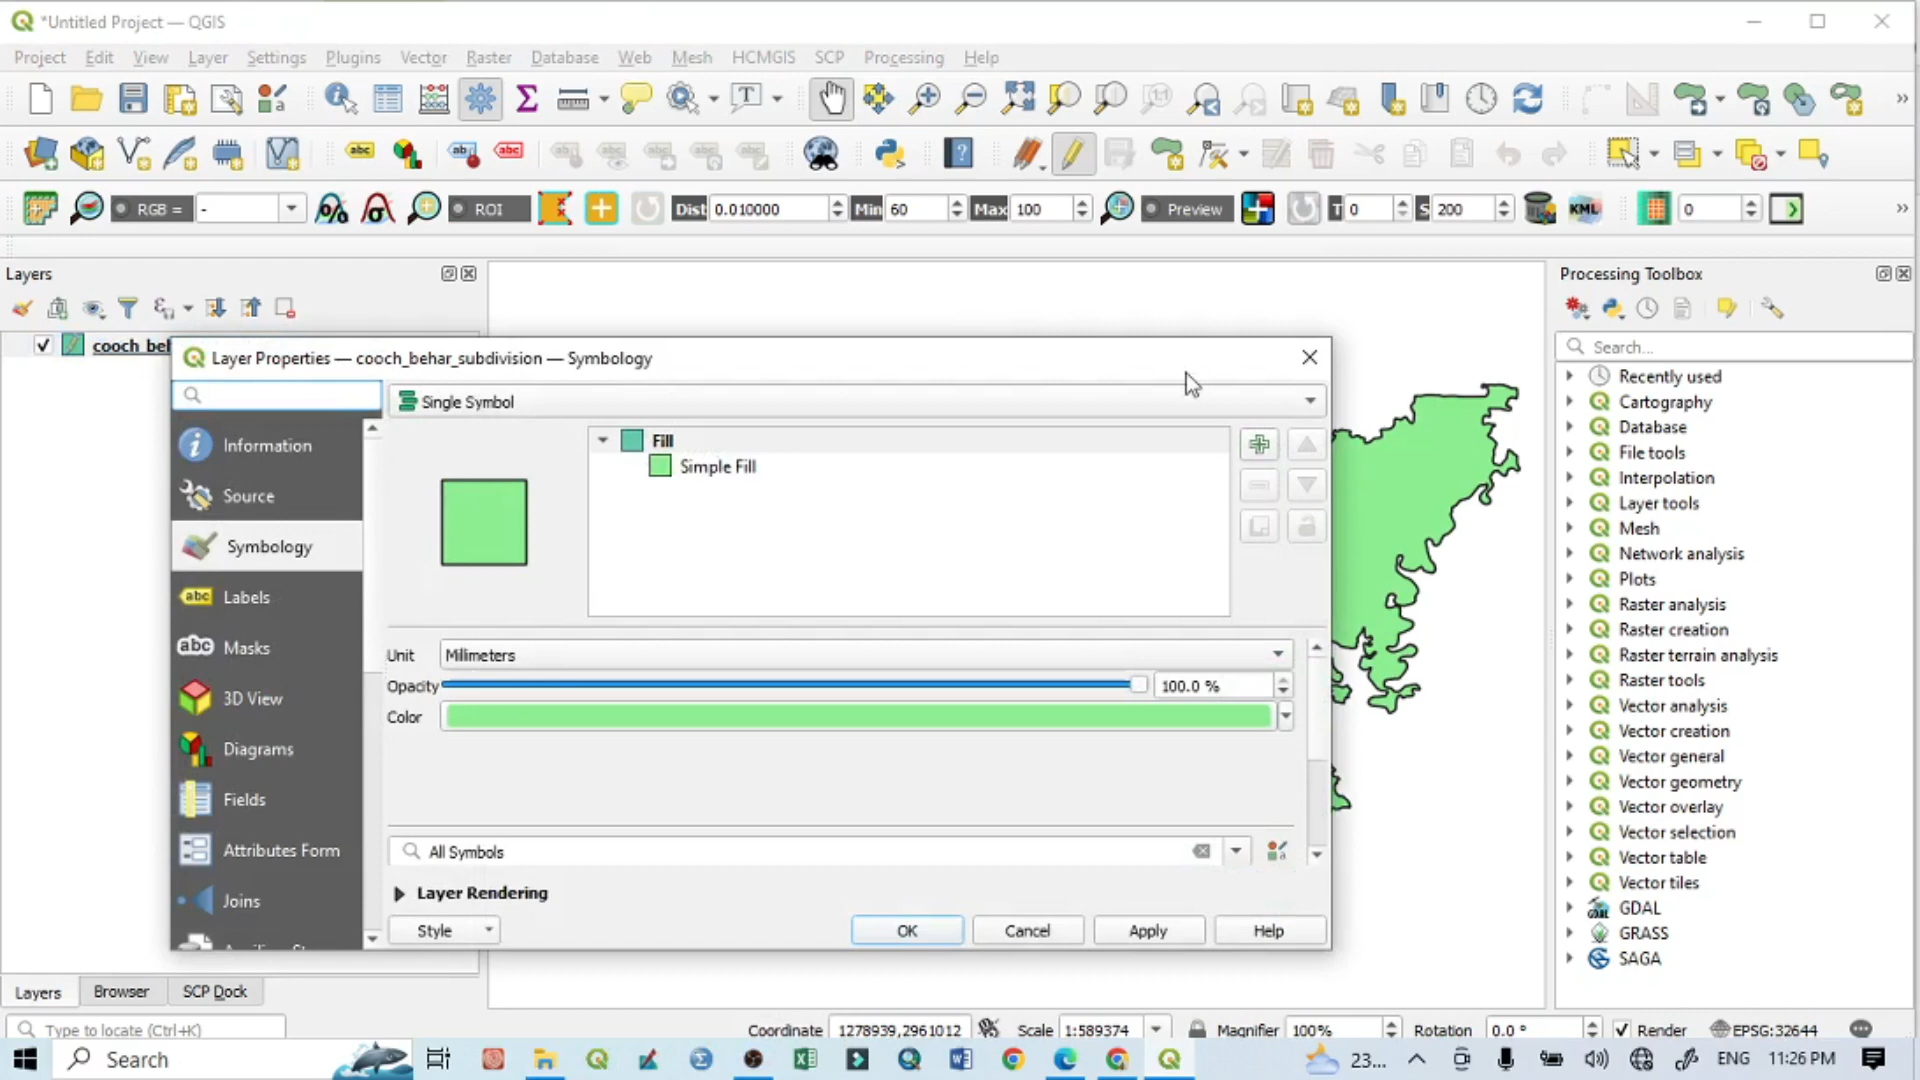 *Untitled Project — QGIS
Project Edit View Layer Settings Plugins Vector Raster Database Web Mesh HCMGIS SCP Processing Help
RGB = - ROI Dist 0.010000 Min 60 Max 100 Preview T 0 S 200 KML 0
Layers
Processing Toolbox
cooch_bel
Search...
Layer Properties — cooch_behar_subdivision — Symbology
Single Symbol
Fill
Simple Fill
Information
Source
Symbology
Labels
Masks
3D View
Diagrams
Fields
Attributes Form
Joins
Unit Milimeters
Opacity 100.0 %
Color
All Symbols
Layer Rendering
Style OK Cancel Apply Help
Recently used
Cartography
Database
File tools
Interpolation
Layer tools
Mesh
Network analysis
Plots
Raster analysis
Raster creation
Raster terrain analysis
Raster tools
Vector analysis
Vector creation
Vector general
Vector geometry
Vector overlay
Vector selection
Vector table
Vector tiles
GDAL
GRASS
SAGA
Layers Browser SCP Dock
Type to locate (Ctrl+K) Coordinate 1278939,2961012 Scale 1:589374 Magnifier 100% Rotation 0.0 ° Render EPSG:32644
Search 23... ENG 11:26 PM